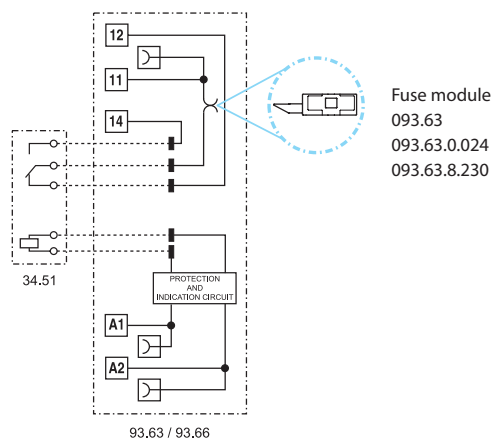 12
11
14
Fuse module
093.63
093.63.0.024
093.63.8.230
34.51
PROTECTION
AND
INDICATION CIRCUIT
A1
A2
93.63 / 93.66